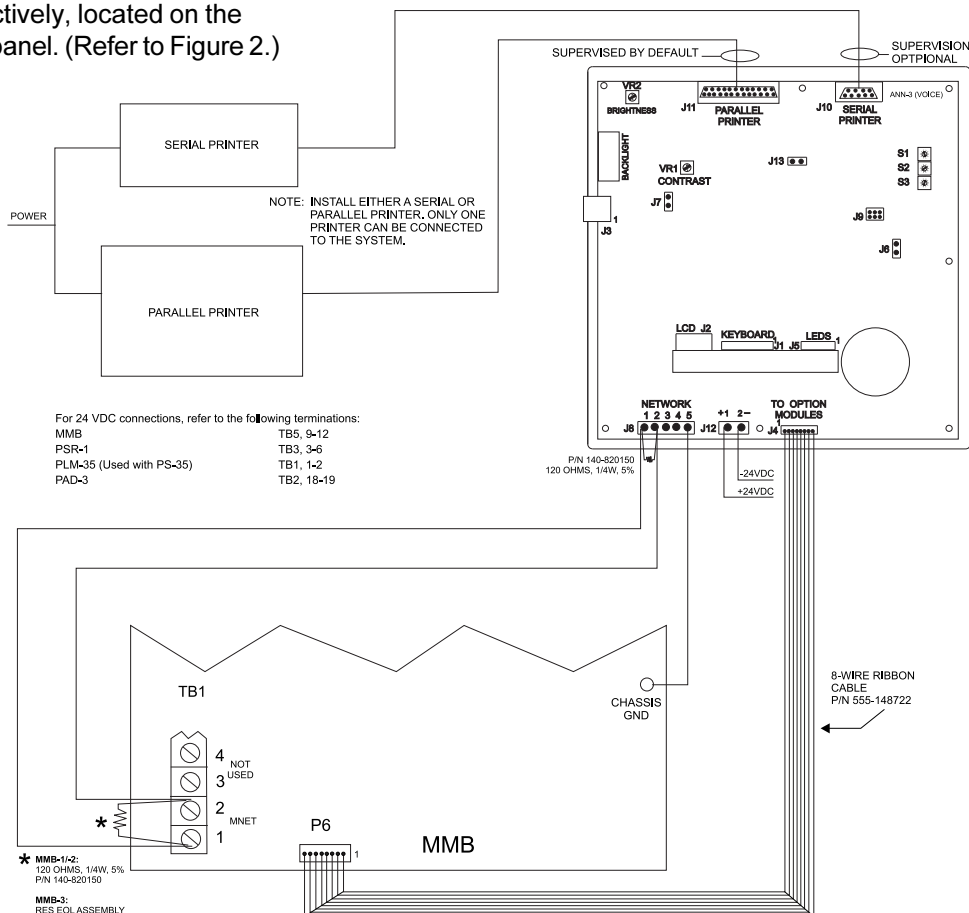 ctively, located on the
panel. (Refer to Figure 2.)
SUPERVISED BY DEFAULT
SUPERVISION
OPTPIONAL
VR2
BRIGHTNESS
J11
PARALLEL
PRINTER
J10
SERIAL
PRINTER
ANN-3 (VOICE)
SERIAL PRINTER
BACKLIGHT
VR1
CONTRAST
J13
S1
S2
S3
NOTE: INSTALL EITHER A SERIAL OR
PARALLEL PRINTER. ONLY ONE
PRINTER CAN BE CONNECTED
TO THE SYSTEM.
POWER
J7
1
J3
J9
J6
PARALLEL PRINTER
LCD J2
KEYBOARD
1
J1
J5
LEDS
1
For 24 VDC connections, refer to the following terminations:
MMB TB5, 9-12
PSR-1 TB3, 3-6
PLM-35 (Used with PS-35) TB1, 1-2
PAD-3 TB2, 18-19
NETWORK
1 2 3 4 5
J8
+1 2-
J12
TO OPTION
MODULES
1
J4
P/N 140-820150
120 OHMS, 1/4W, 5%
-24VDC
+24VDC
TB1
CHASSIS
GND
8-WIRE RIBBON
CABLE
P/N 555-148722
4
NOT
USED
3
2
MNET
1
*
P6
1
MMB
* MMB-1/-2:
120 OHMS, 1/4W, 5%
P/N 140-820150
MMB-3:
RES EOL ASSEMBLY